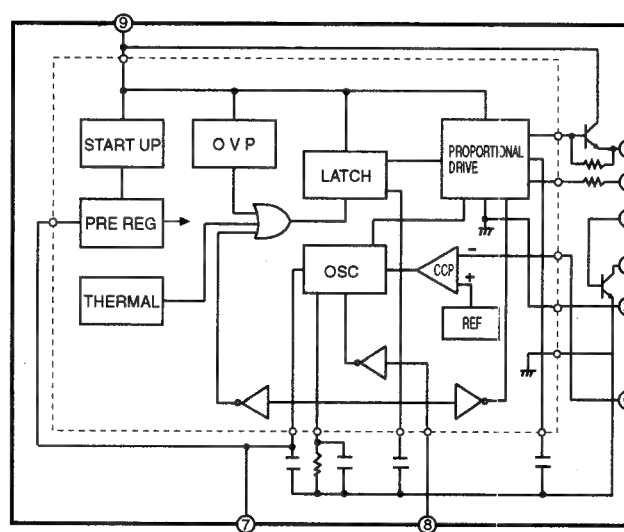 9
START UP
O V P
PROPORTIONAL
DRIVE
LATCH
PRE REG
OSC
CCP
−
+
THERMAL
REF
7
8